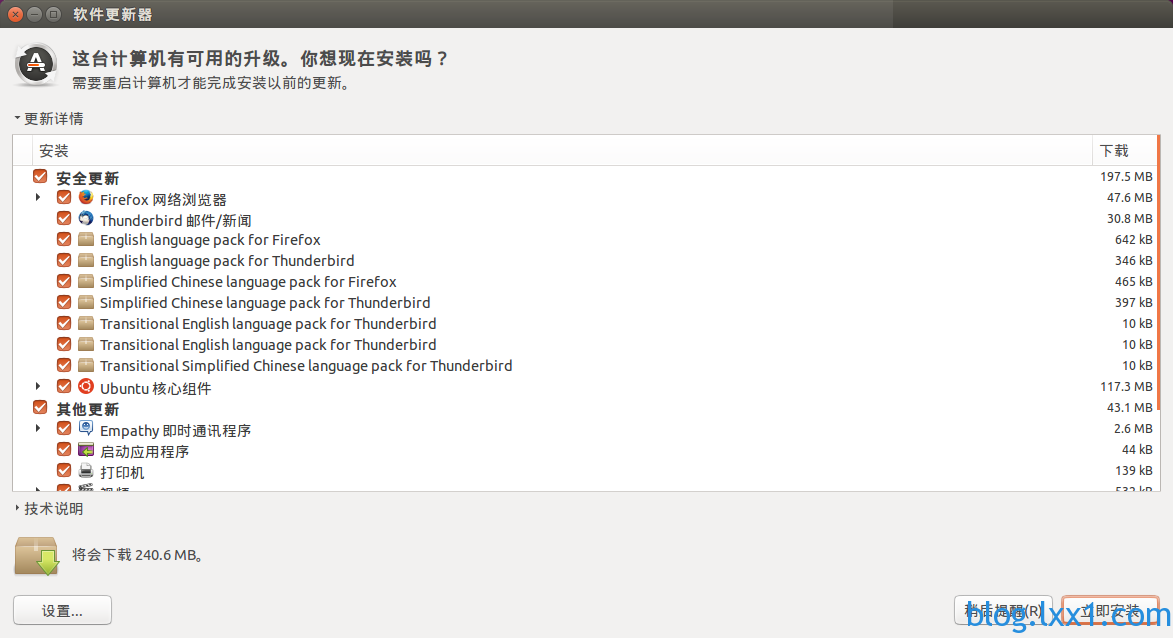 软件更新器
这台计算机有可用的升级。你想现在安装吗？
需要重启计算机才能完成安装以前的更新。
更新详情
安装 下载
安全更新 197.5 MB
Firefox 网络浏览器 47.6 MB
Thunderbird 邮件/新闻 30.8 MB
English language pack for Firefox 642 kB
English language pack for Thunderbird 346 kB
Simplified Chinese language pack for Firefox 465 kB
Simplified Chinese language pack for Thunderbird 397 kB
Transitional English language pack for Thunderbird 10 kB
Transitional English language pack for Thunderbird 10 kB
Transitional Simplified Chinese language pack for Thunderbird 10 kB
Ubuntu 核心组件 117.3 MB
其他更新 43.1 MB
Empathy 即时通讯程序 2.6 MB
启动应用程序 44 kB
打印机 139 kB
视频 532 kB
技术说明
将会下载 240.6 MB。
设置... 稍后提醒(R) 立即安装
blog.lxx1.com